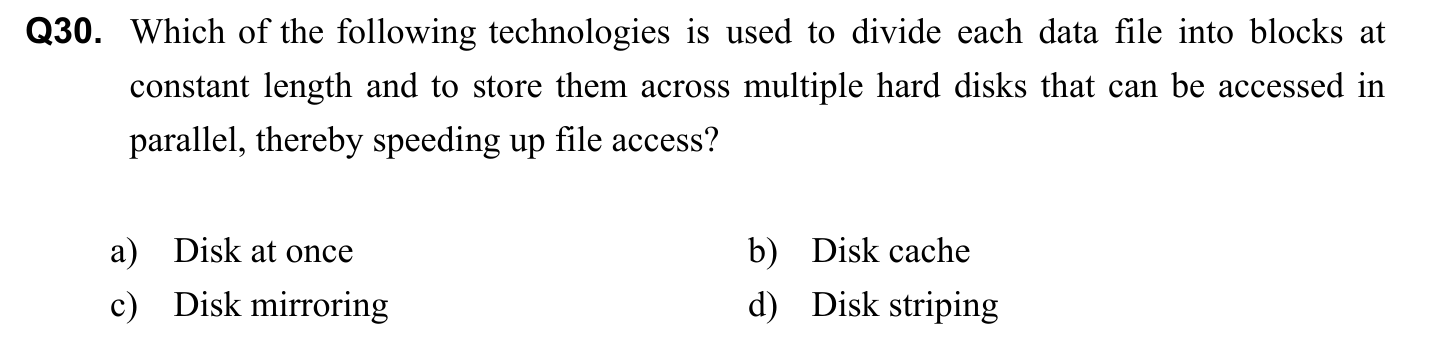 Q30. Which of the following technologies is used to divide each data file into blocks at
constant length and to store them across multiple hard disks that can be accessed in
parallel, thereby speeding up file access?
a) Disk at once b) Disk cache
c) Disk mirroring d) Disk striping